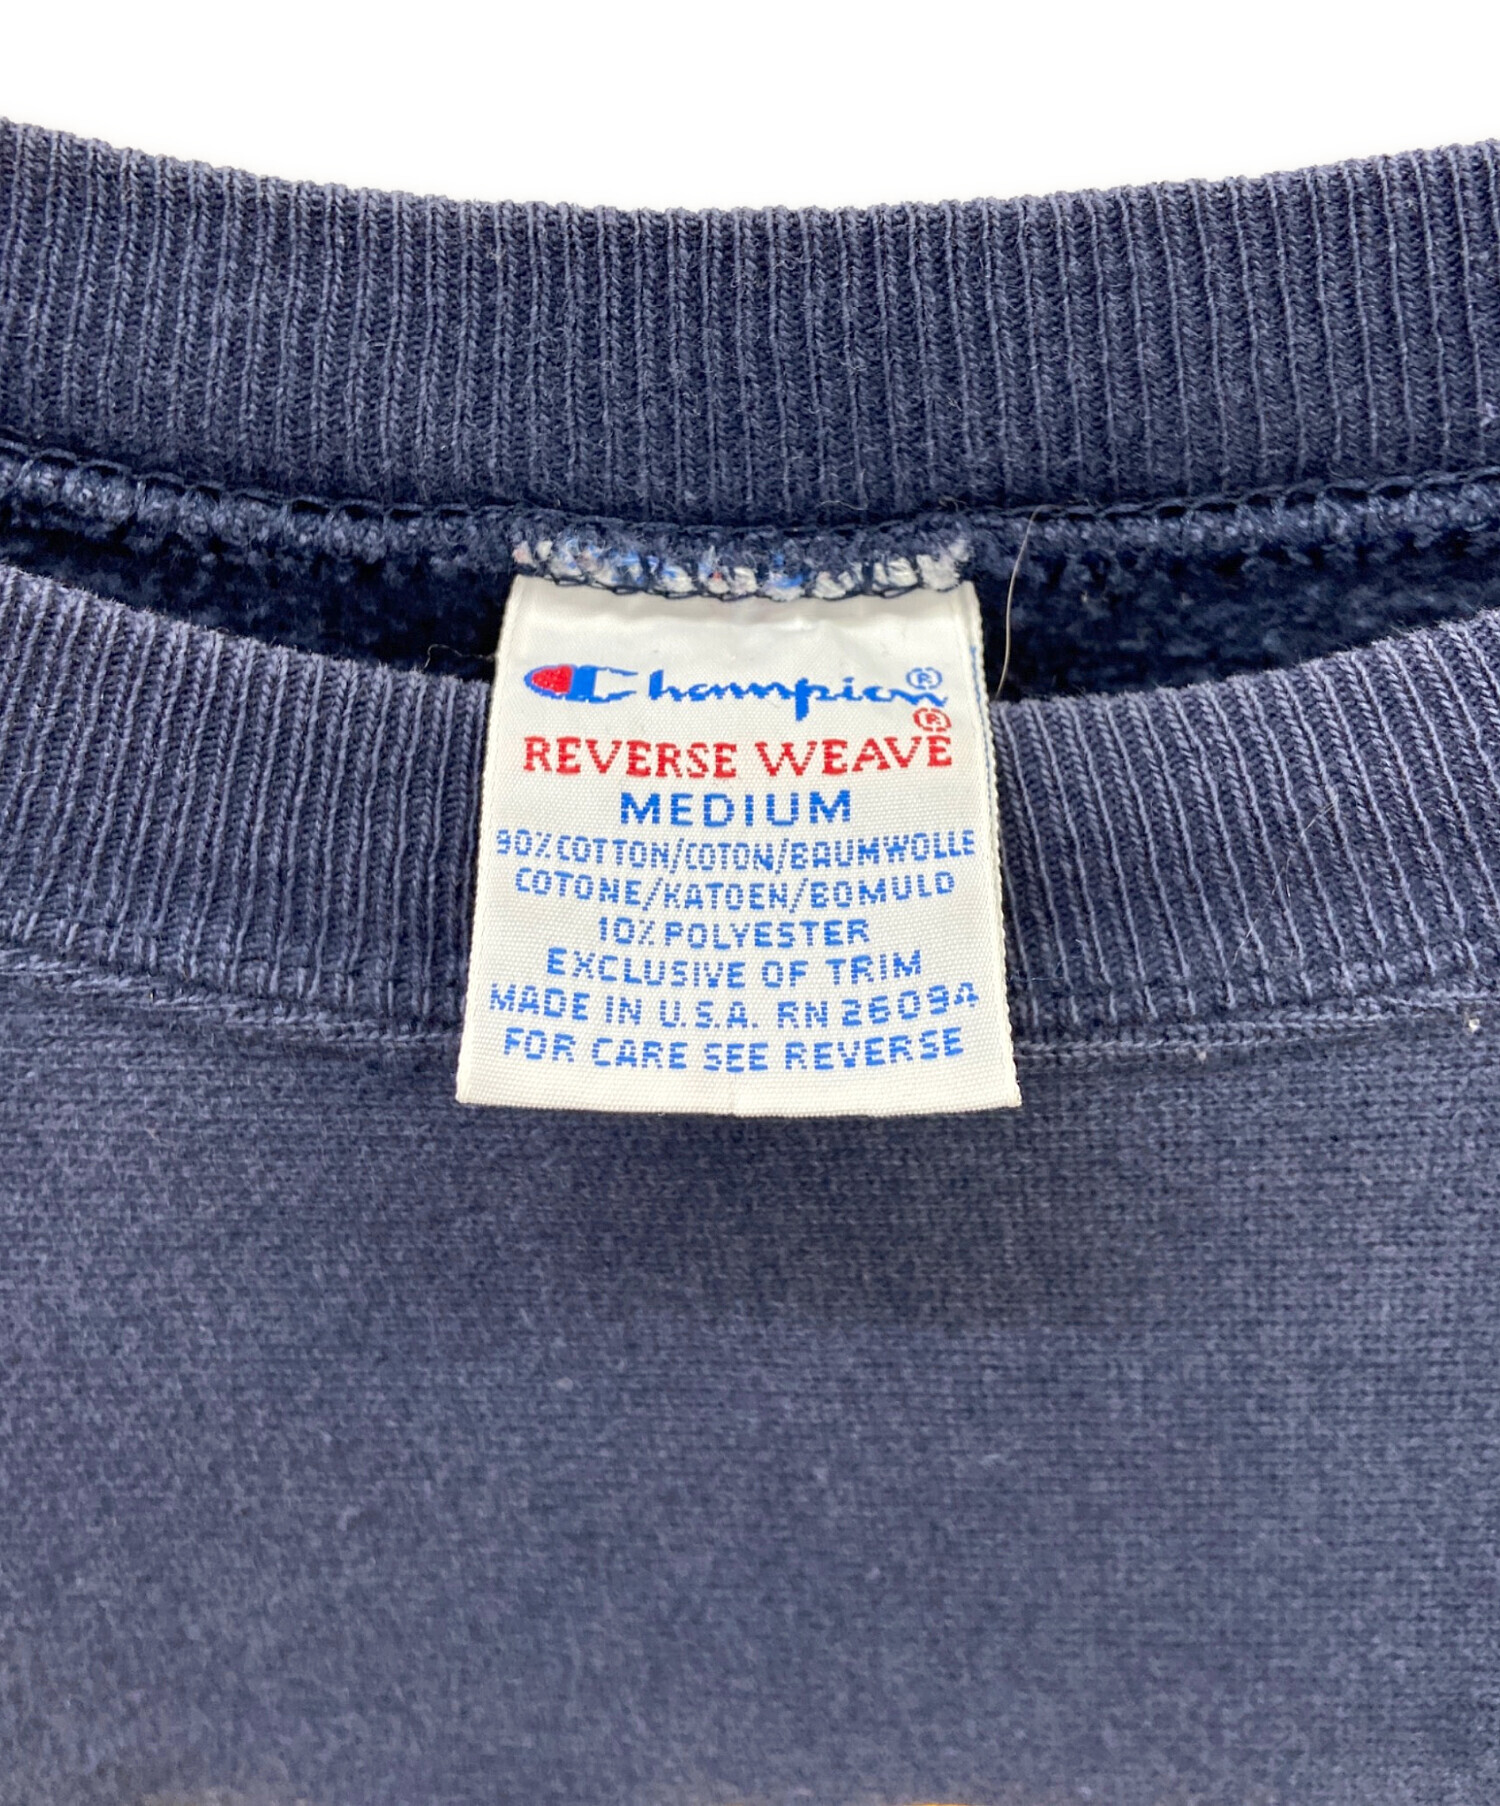 Champion®
®
REVERSE WEAVE
MEDIUM
90% COTTON/COTON/BAUMWOLLE
COTONE/KATOEN/BOMULD
10% POLYESTER
EXCLUSIVE OF TRIM
MADE IN U.S.A. RN 26094
FOR CARE SEE REVERSE